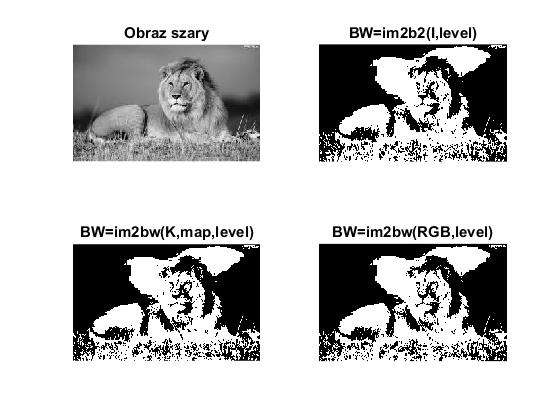 Obraz szary
BW=im2b2(I,level)
BW=im2bw(K,map,level)
BW=im2bw(RGB,level)